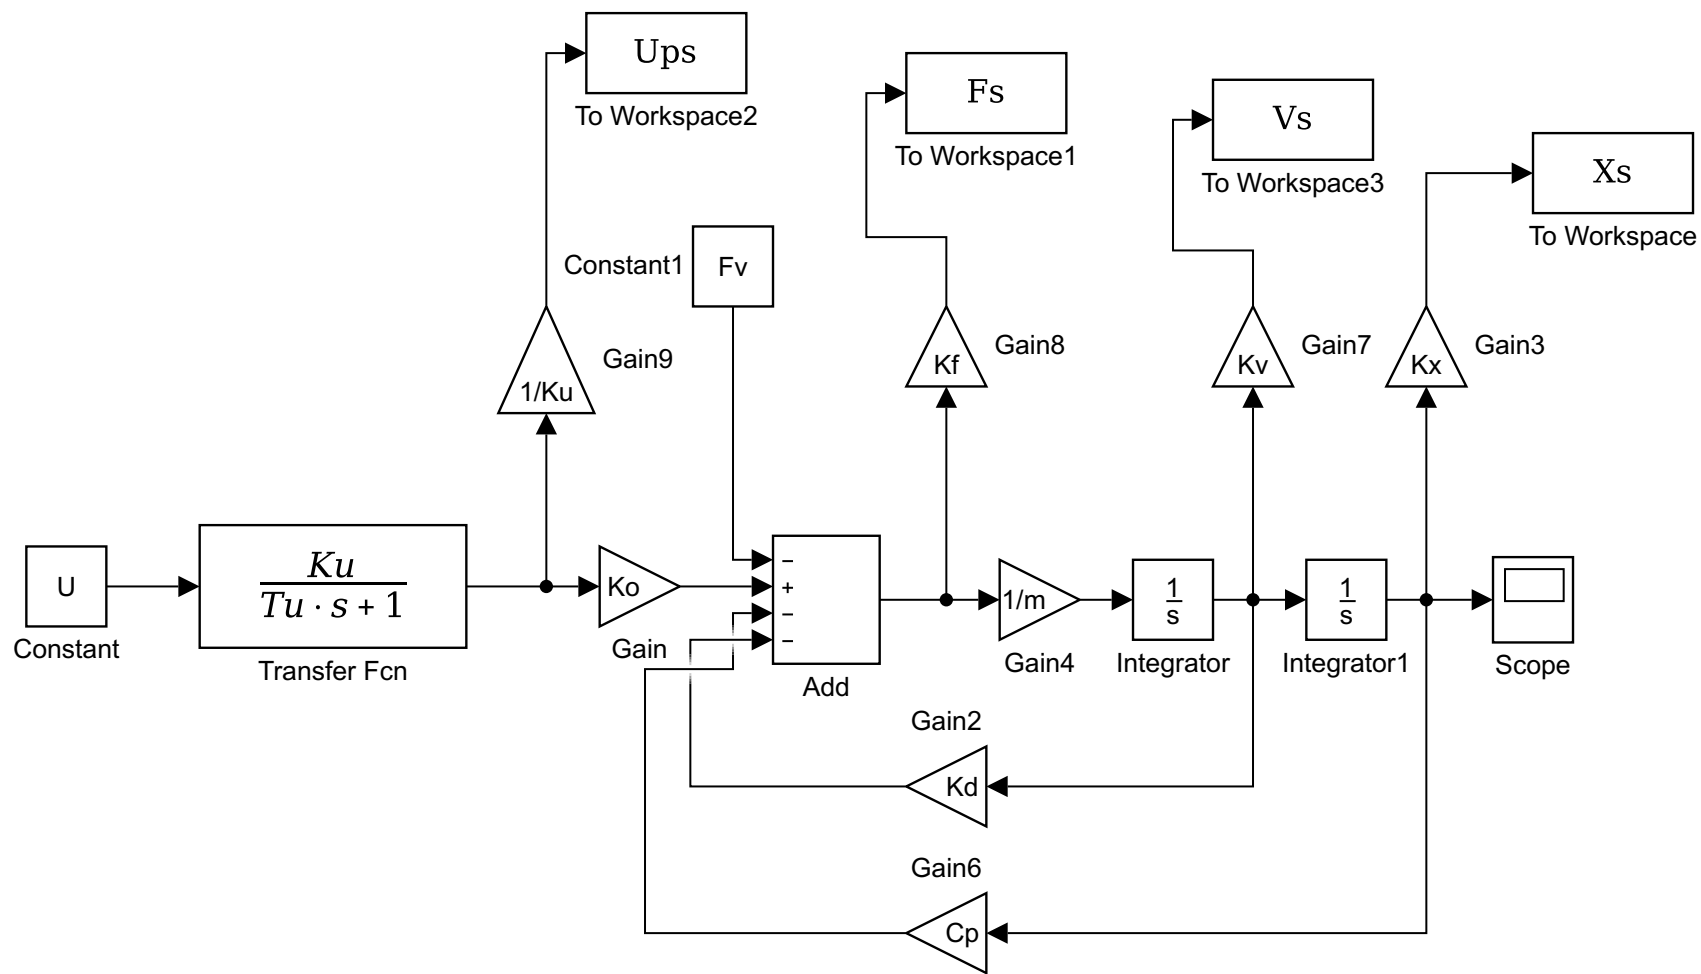 Ups
To Workspace2
Fs
To Workspace1
Vs
To Workspace3
Xs
To Workspace
Constant1
Fv
Gain9
1/Ku
Kf
Gain8
Kv
Gain7
Kx
Gain3
U
Constant
Ku
Tu · s + 1
Transfer Fcn
Ko
Gain
−
+
−
−
Add
1/m
Gain4
1
s
Integrator
1
s
Integrator1
Scope
Gain2
Kd
Gain6
Cp